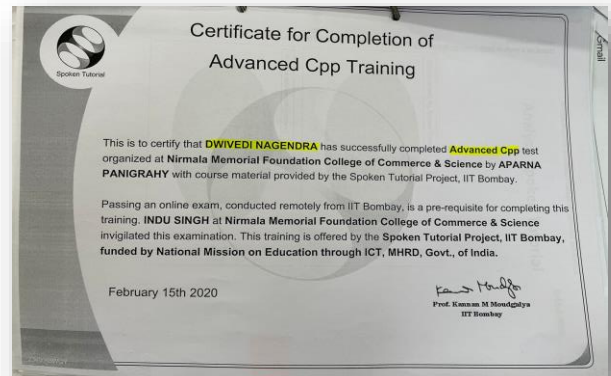 Spoken Tutorial
Certificate for Completion of
Advanced Cpp Training
Gmail
This is to certify that DWIVEDI NAGENDRA has successfully completed Advanced Cpp test
organized at Nirmala Memorial Foundation College of Commerce & Science by APARNA
PANIGRAHY with course material provided by the Spoken Tutorial Project, IIT Bombay.
Passing an online exam, conducted remotely from IIT Bombay, is a pre-requisite for completing this
training. INDU SINGH at Nirmala Memorial Foundation College of Commerce & Science
invigilated this examination. This training is offered by the Spoken Tutorial Project, IIT Bombay,
funded by National Mission on Education through ICT, MHRD, Govt., of India.
February 15th 2020
Prof. Kannan M Moudgalya
IIT Bombay